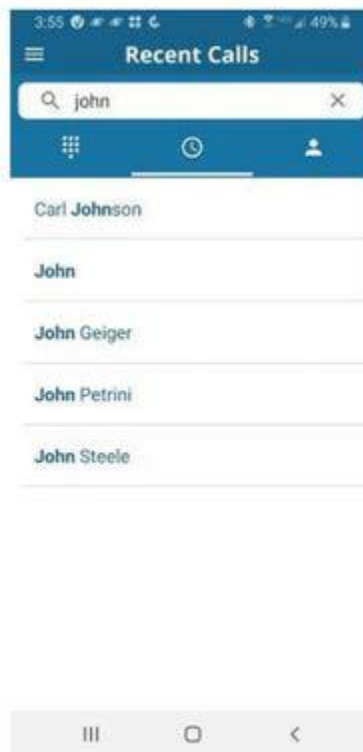 3:55 49%
Recent Calls
john
Carl Johnson
John
John Geiger
John Petrini
John Steele